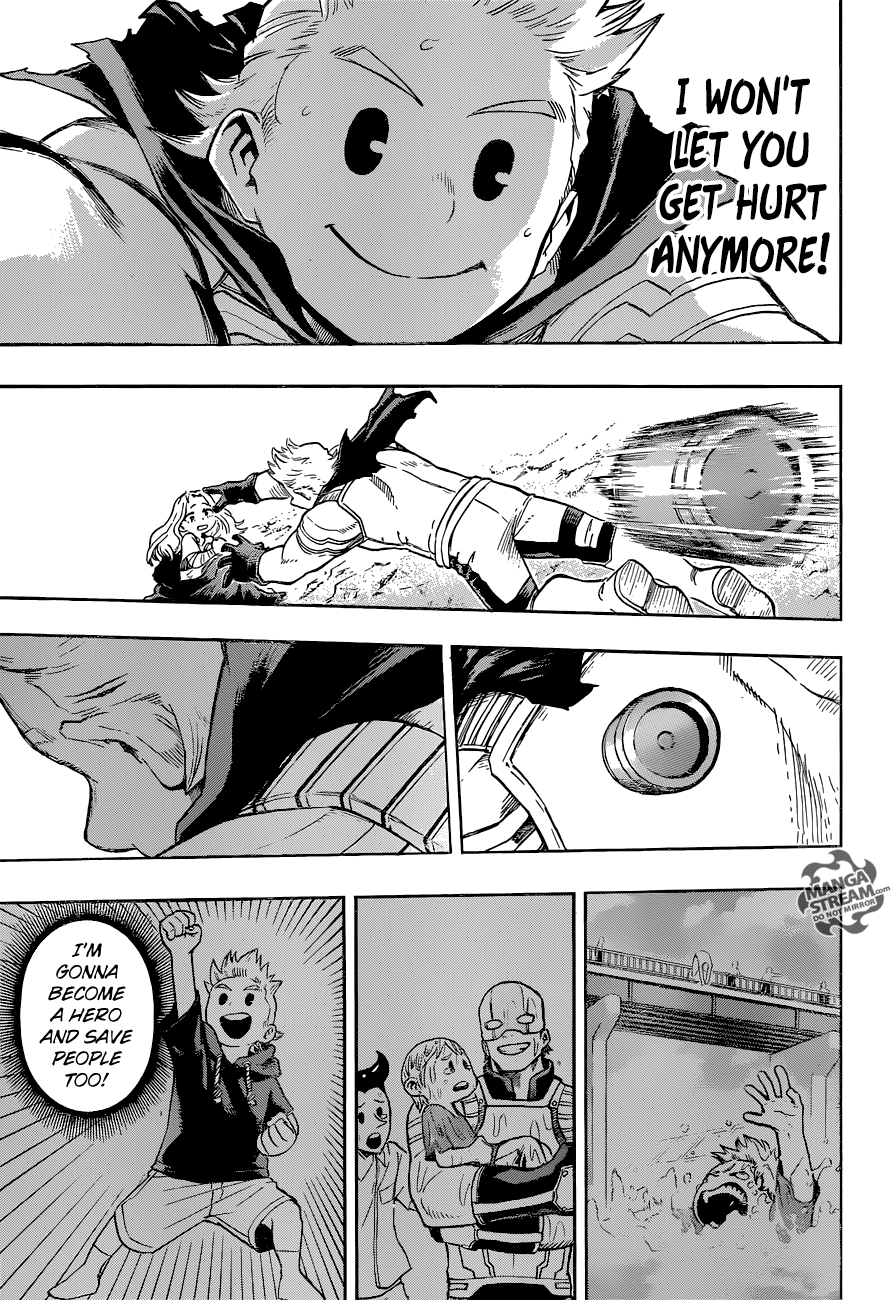 I WON'T
LET YOU
GET HURT
ANYMORE!
MANGA
STREAM.com
DO NOT MIRROR
I'M
GONNA
BECOME
A HERO
AND SAVE
PEOPLE
TOO!